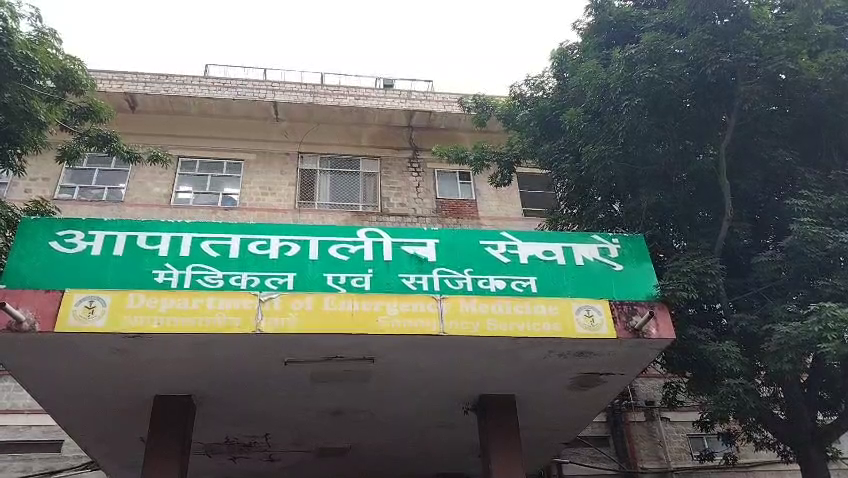 आपातकालीन सेवाऐं
मेडिकल एवं सर्जिकल
Department of Emergency Medicine
Emergency Services